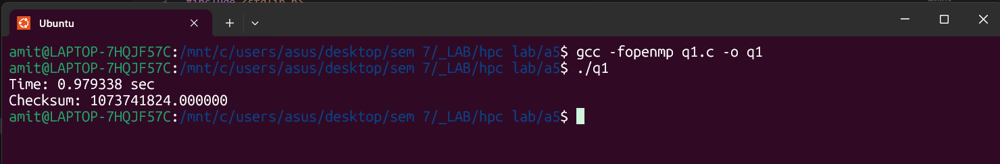 #include <stdlib.h>
Ubuntu
amit@LAPTOP-7HQJF57C:/mnt/c/users/asus/desktop/sem 7/_LAB/hpc lab/a5$ gcc -fopenmp q1.c -o q1
amit@LAPTOP-7HQJF57C:/mnt/c/users/asus/desktop/sem 7/_LAB/hpc lab/a5$ ./q1
Time: 0.979338 sec
Checksum: 1073741824.000000
amit@LAPTOP-7HQJF57C:/mnt/c/users/asus/desktop/sem 7/_LAB/hpc lab/a5$